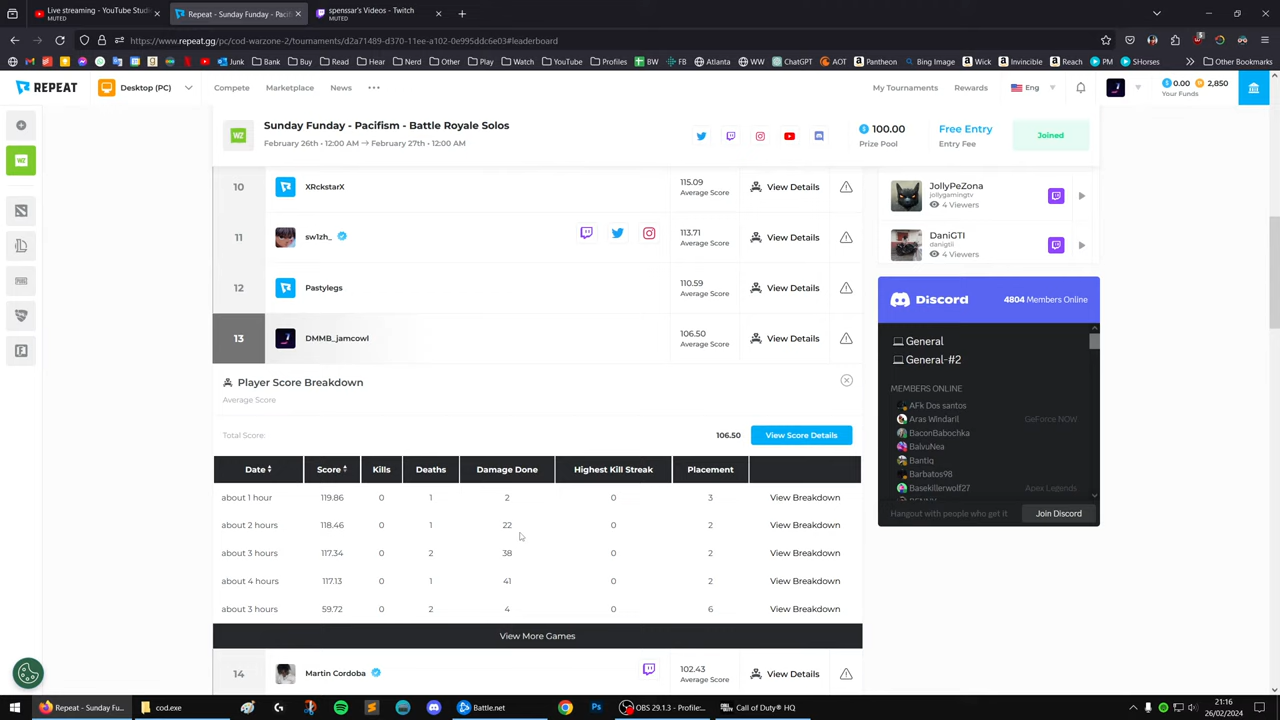 Live streaming - YouTube Studio
MUTED
Repeat - Sunday Funday - Pacifi
spenssar's Videos - Twitch
MUTED
https://www.repeat.gg/pc/cod-warzone-2/tournaments/d2a71489-d370-11ee-a102-0e995ddc6e03#leaderboard
Junk Bank Read Hear Nerd Play Watch YouTube Profiles BW FB Atlanta WW ChatGPT AOT Pantheon Bing Image Wick Invincible Reach PM SHorses Other Bookmarks
REPEAT
Desktop (PC)
Compete Marketplace News
My Tournaments Rewards
Eng
0.00 2,850
Your Funds
Sunday Funday - Pacifism - Battle Royale Solos
February 26th • 12:00 AM → February 27th • 12:00 AM
100.00
Prize Pool
Free Entry
Entry Fee
Joined
10 XRckstarX 115.09
Average Score
View Details
11 sw1zh_ 113.71
Average Score
View Details
12 Pastylegs 110.59
Average Score
View Details
13 DMMB_jamcowl 106.50
Average Score
View Details
Player Score Breakdown
Average Score
Total Score: 106.50 View Score Details
Date Score Kills Deaths Damage Done Highest Kill Streak Placement
about 1 hour 119.86 0 1 2 0 3 View Breakdown
about 2 hours 118.46 0 1 22 0 2 View Breakdown
about 3 hours 117.34 0 2 38 0 2 View Breakdown
about 4 hours 117.13 0 1 41 0 2 View Breakdown
about 3 hours 59.72 0 2 4 0 6 View Breakdown
View More Games
14 Martin Cordoba 102.43
Average Score
View Details
JollyPeZona
jollygamingtv
4 Viewers
DaniGTI
danigtii
4 Viewers
Discord 4804 Members Online
General
General-#2
MEMBERS ONLINE
AFk Dos santos
Aras Windaril GeForce NOW
BaconBabochka
BalvuNea
Bantiq
Barbatos98
Basekillerwolf27 Apex Legends
Hangout with people who get it Join Discord
Repeat - Sunday Fu...
cod.exe
Battle.net
OBS 29.1.3 - Profile:...
Call of Duty® HQ
21:16
26/02/2024